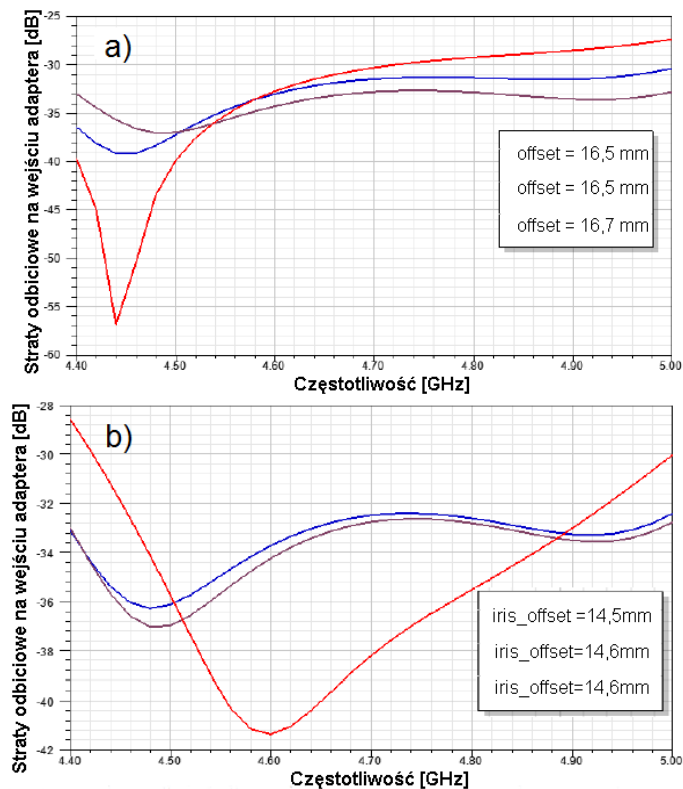 Straty odbiciowe na wejściu adaptera [dB]
a)
-25
-30
-35
-40
-45
-50
-55
-60
offset = 16,5 mm
offset = 16,5 mm
offset = 16,7 mm
4.40
4.50
4.60
4.70
4.80
4.90
5.00
Częstotliwość [GHz]
Straty odbiciowe na wejściu adaptera [dB]
b)
-28
-30
-32
-34
-36
-38
-40
-42
iris_offset =14,5mm
iris_offset=14,6mm
iris_offset=14,6mm
4.40
4.50
4.60
4.70
4.80
4.90
5.00
Częstotliwość [GHz]